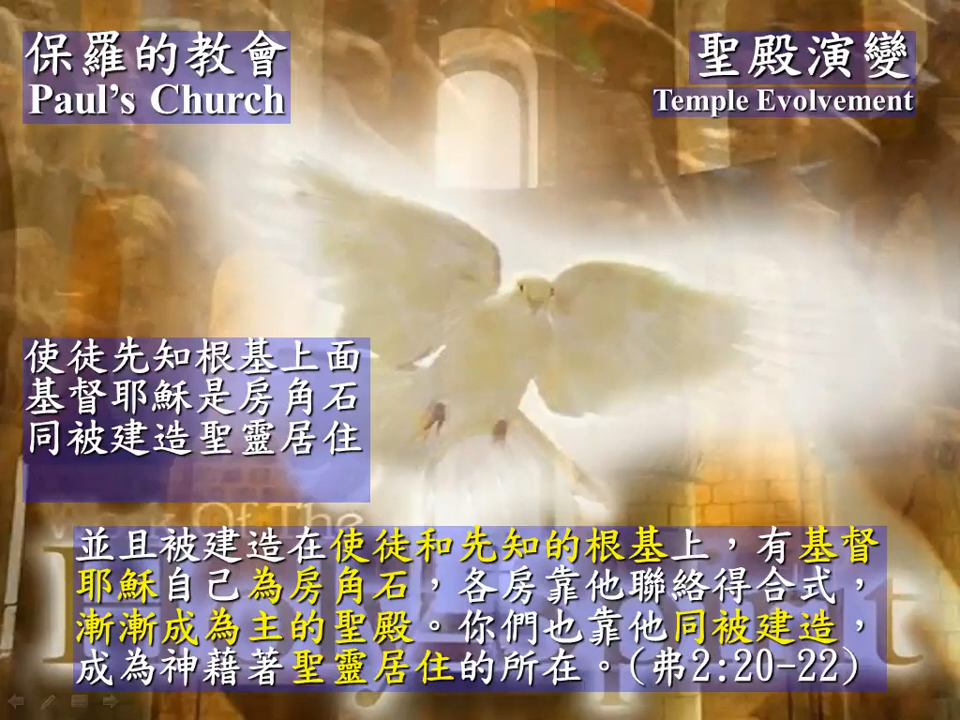 保羅的教會
Paul's Church
聖殿演變
Temple Evolvement
使徒先知根基上面
基督耶穌是房角石
同被建造聖靈居住
Work Of The
Holy Spirit
並且被建造在使徒和先知的根基上，有基督
耶穌自己為房角石，各房靠他聯絡得合式，
漸漸成為主的聖殿。你們也靠他同被建造，
成為神藉著聖靈居住的所在。(弗2:20-22)